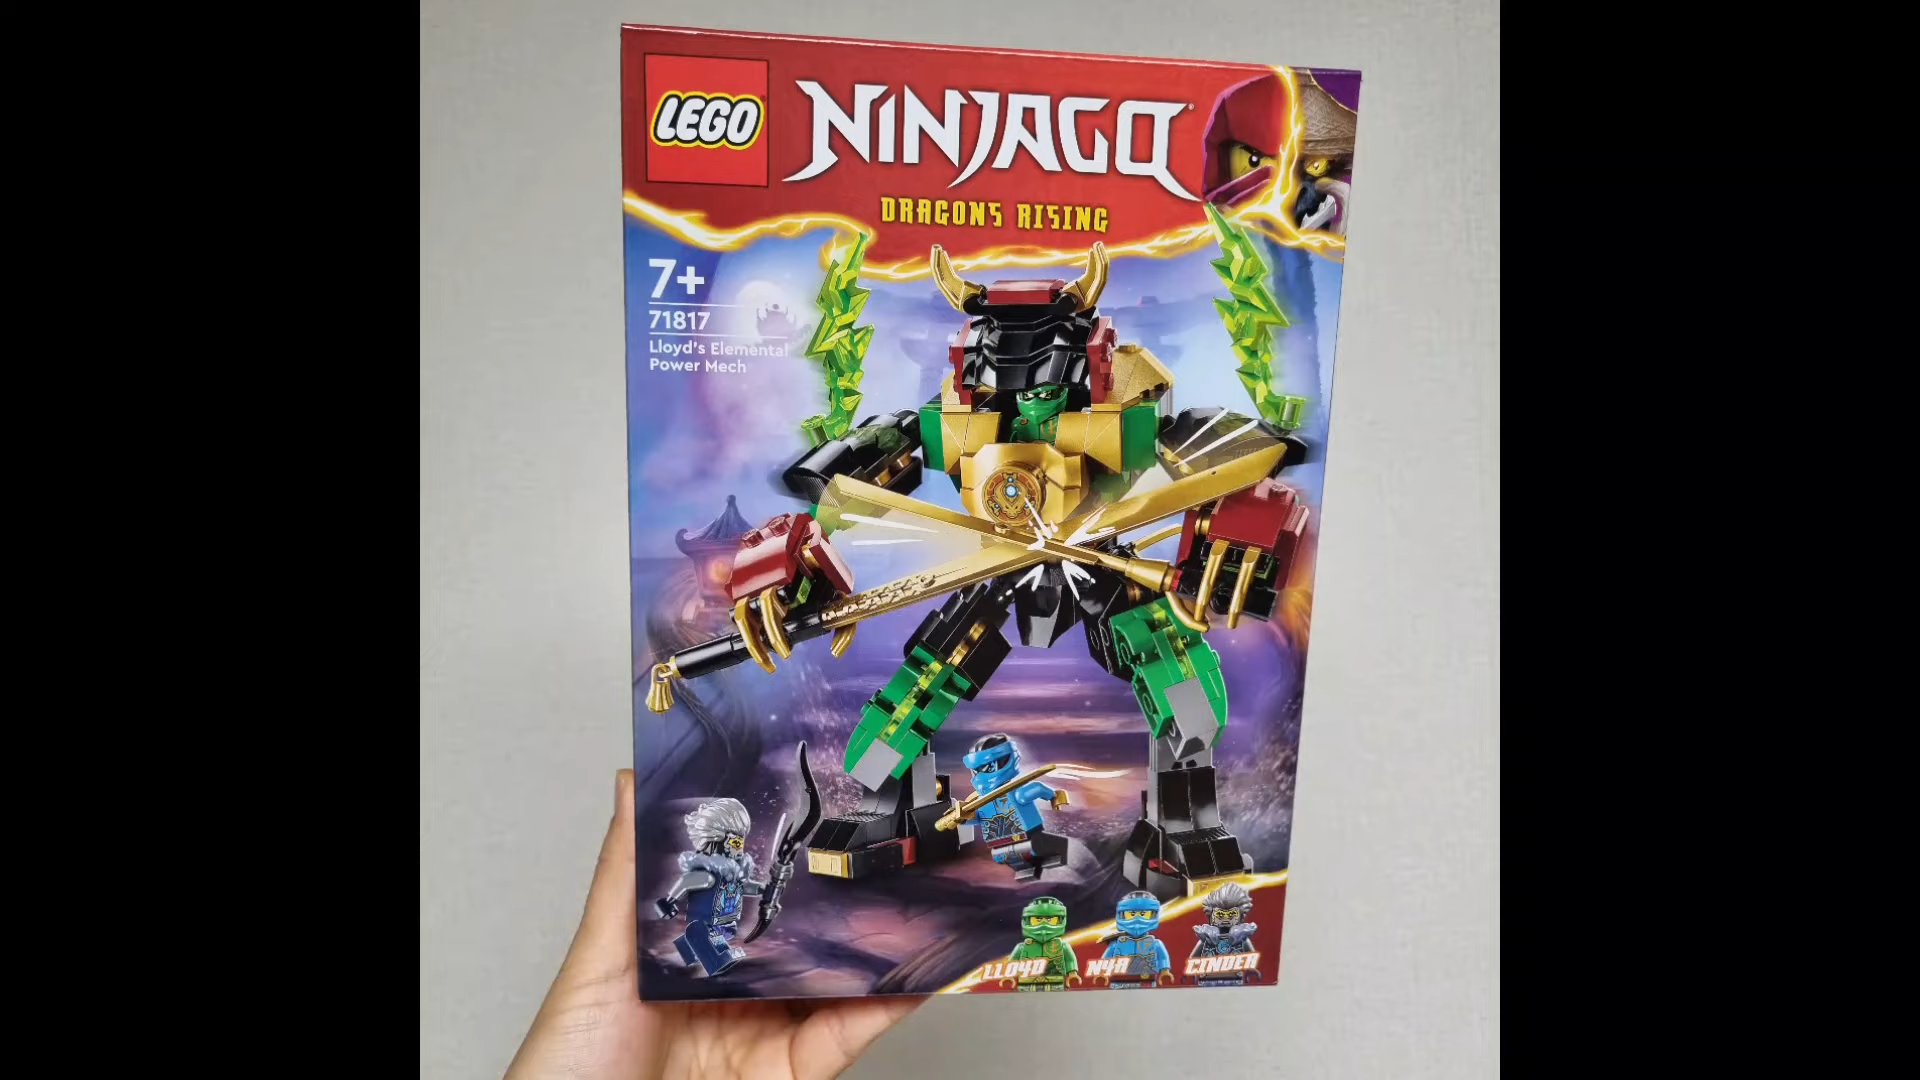 LEGO
NINJAGO
DRAGONS RISING
7+
71817
Lloyd's Elemental
Power Mech
LLOYD
NYA
CINDER